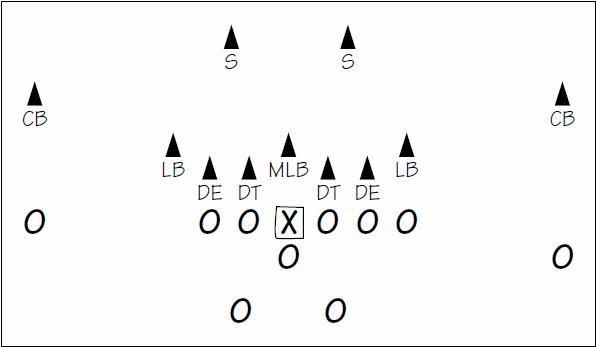 S S
CB CB
LB MLB LB
DE DT DT DE
O O O X O O O
O O
O O